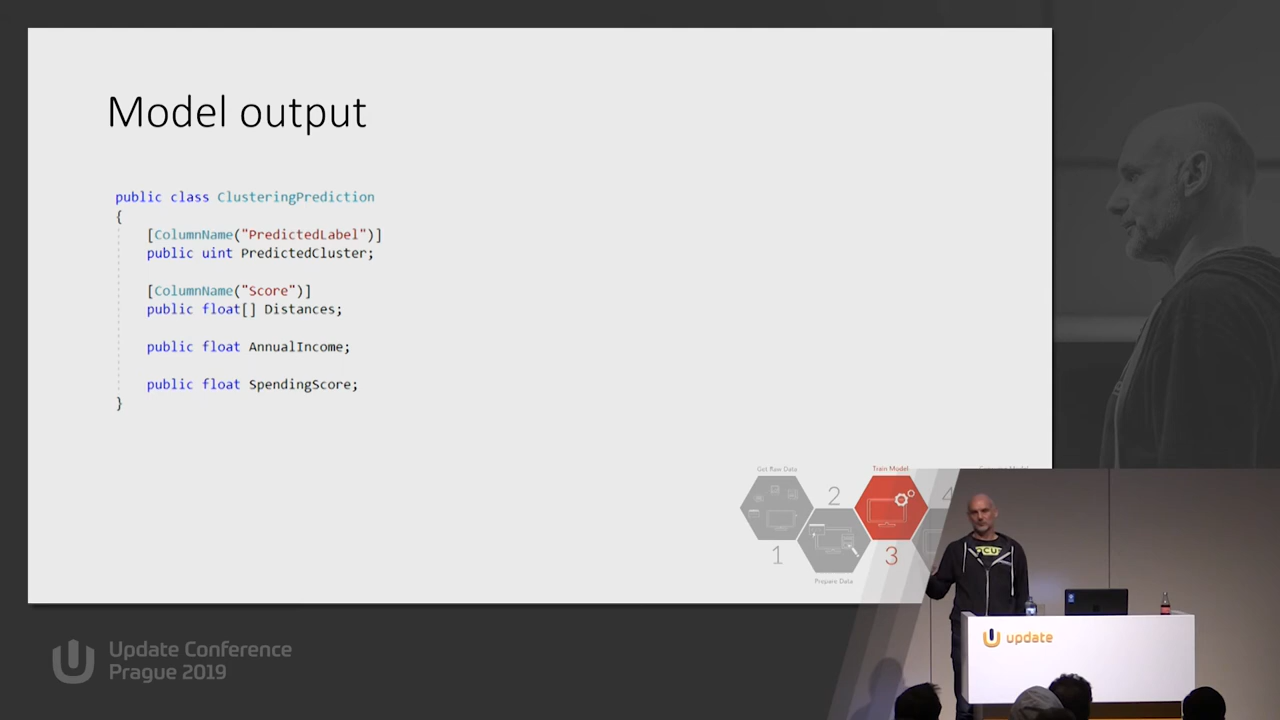 Model output
public class ClusteringPrediction
{
[ColumnName("PredictedLabel")]
public uint PredictedCluster;
[ColumnName("Score")]
public float[] Distances;
public float AnnualIncome;
public float SpendingScore;
}
Get Raw Data
Train Model
2
4
1
3
Prepare Data
update
Update Conference
Prague 2019